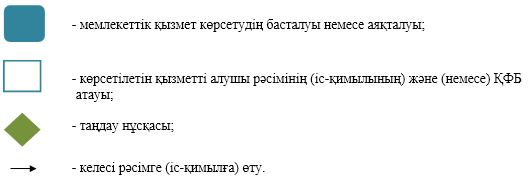 - мемлекеттік қызмет көрсетудің басталуы немесе аяқталуы;
- көрсетілетін қызметті алушы рәсімінің (іс-қимылының) және (немесе) ҚФБ
атауы;
- таңдау нұсқасы;
- келесі рәсімге (іс-қимылға) өту.